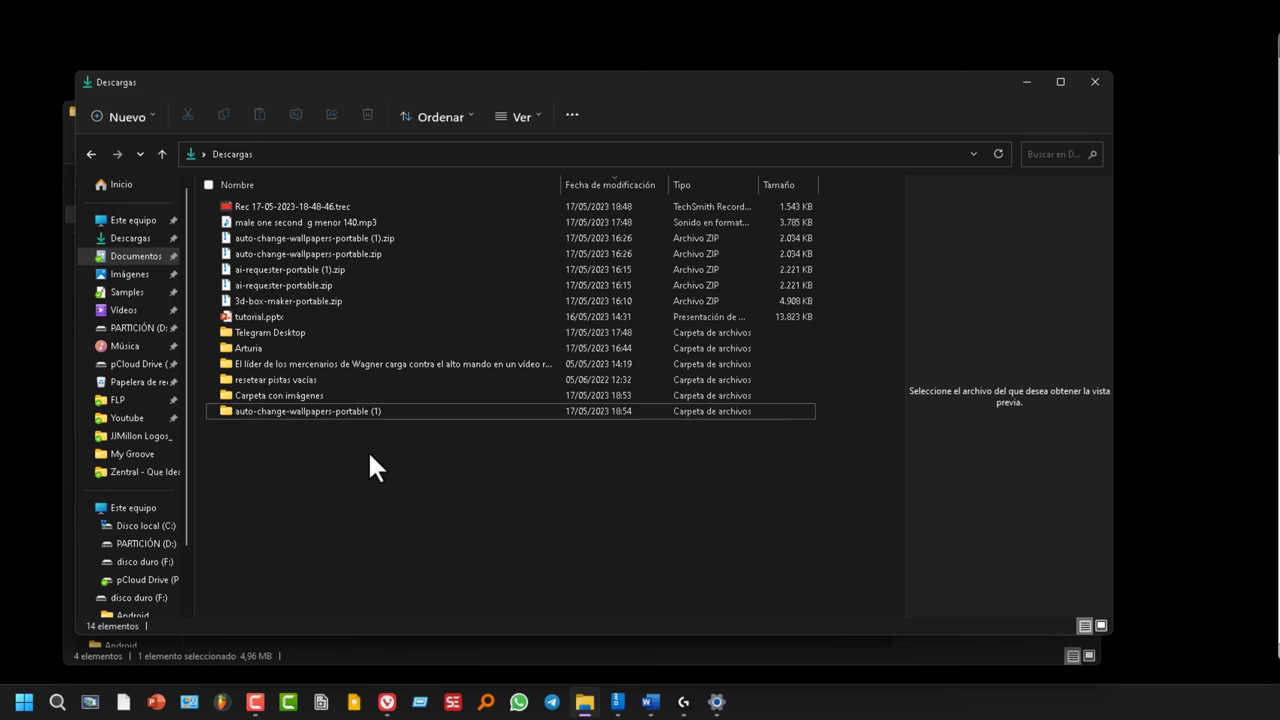 Descargas
Nuevo
Ordenar
Ver
Descargas
Buscar en D...
Inicio
Este equipo
Descargas
Documentos
Imágenes
Samples
Vídeos
PARTICIÓN (D:
Música
pCloud Drive (
Papelera de re
FLP
Youtube
JJMillon Logos_
My Groove
Zentral - Que Ide
Este equipo
Disco local (C:)
PARTICIÓN (D:)
disco duro (F:)
pCloud Drive (P
disco duro (F:)
Android
Nombre Fecha de modificación Tipo Tamaño
Rec 17-05-2023-18-48-46.trec 17/05/2023 18:48 TechSmith Record... 1.543 KB
male one second g menor 140.mp3 17/05/2023 17:48 Sonido en format... 3.785 KB
auto-change-wallpapers-portable (1).zip 17/05/2023 16:26 Archivo ZIP 2.034 KB
auto-change-wallpapers-portable.zip 17/05/2023 16:26 Archivo ZIP 2.034 KB
ai-requester-portable (1).zip 17/05/2023 16:15 Archivo ZIP 2.221 KB
ai-requester-portable.zip 17/05/2023 16:15 Archivo ZIP 2.221 KB
3d-box-maker-portable.zip 17/05/2023 16:10 Archivo ZIP 4.908 KB
tutorial.pptx 16/05/2023 14:31 Presentación de ... 13.823 KB
Telegram Desktop 17/05/2023 17:48 Carpeta de archivos
Arturia 17/05/2023 16:44 Carpeta de archivos
El líder de los mercenarios de Wagner carga contra el alto mando en un vídeo r... 05/05/2023 14:19 Carpeta de archivos
resetear pistas vacías 05/06/2022 12:32 Carpeta de archivos
Carpeta con imágenes 17/05/2023 18:53 Carpeta de archivos
auto-change-wallpapers-portable (1) 17/05/2023 18:54 Carpeta de archivos
Seleccione el archivo del que desea obtener la vista
previa.
14 elementos
Android
4 elementos 1 elemento seleccionado 4,96 MB
SE